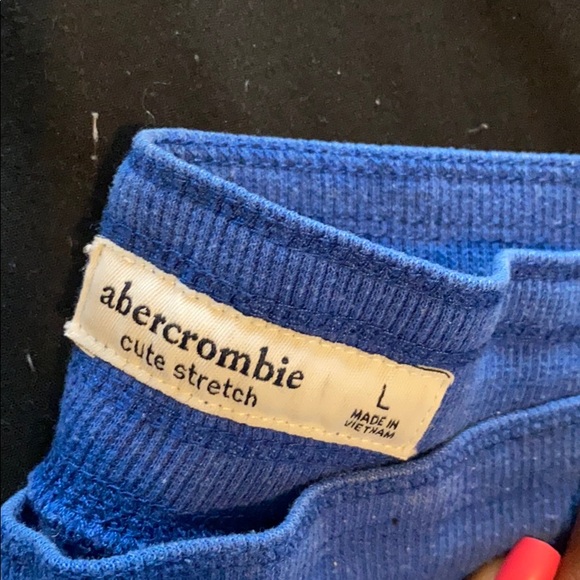 abercrombie
cute stretch
L
MADE IN
VIETNAM